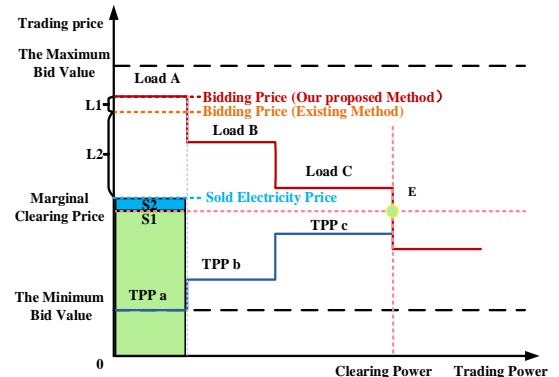 Trading price
The Maximum
Bid Value
Load A
L1
Bidding Price (Our proposed Method）
Bidding Price (Existing Method)
Load B
L2
Load C
E
Marginal
Clearing Price
Sold Electricity Price
S2
S1
TPP c
TPP b
The Minimum
Bid Value
TPP a
0
Clearing Power
Trading Power